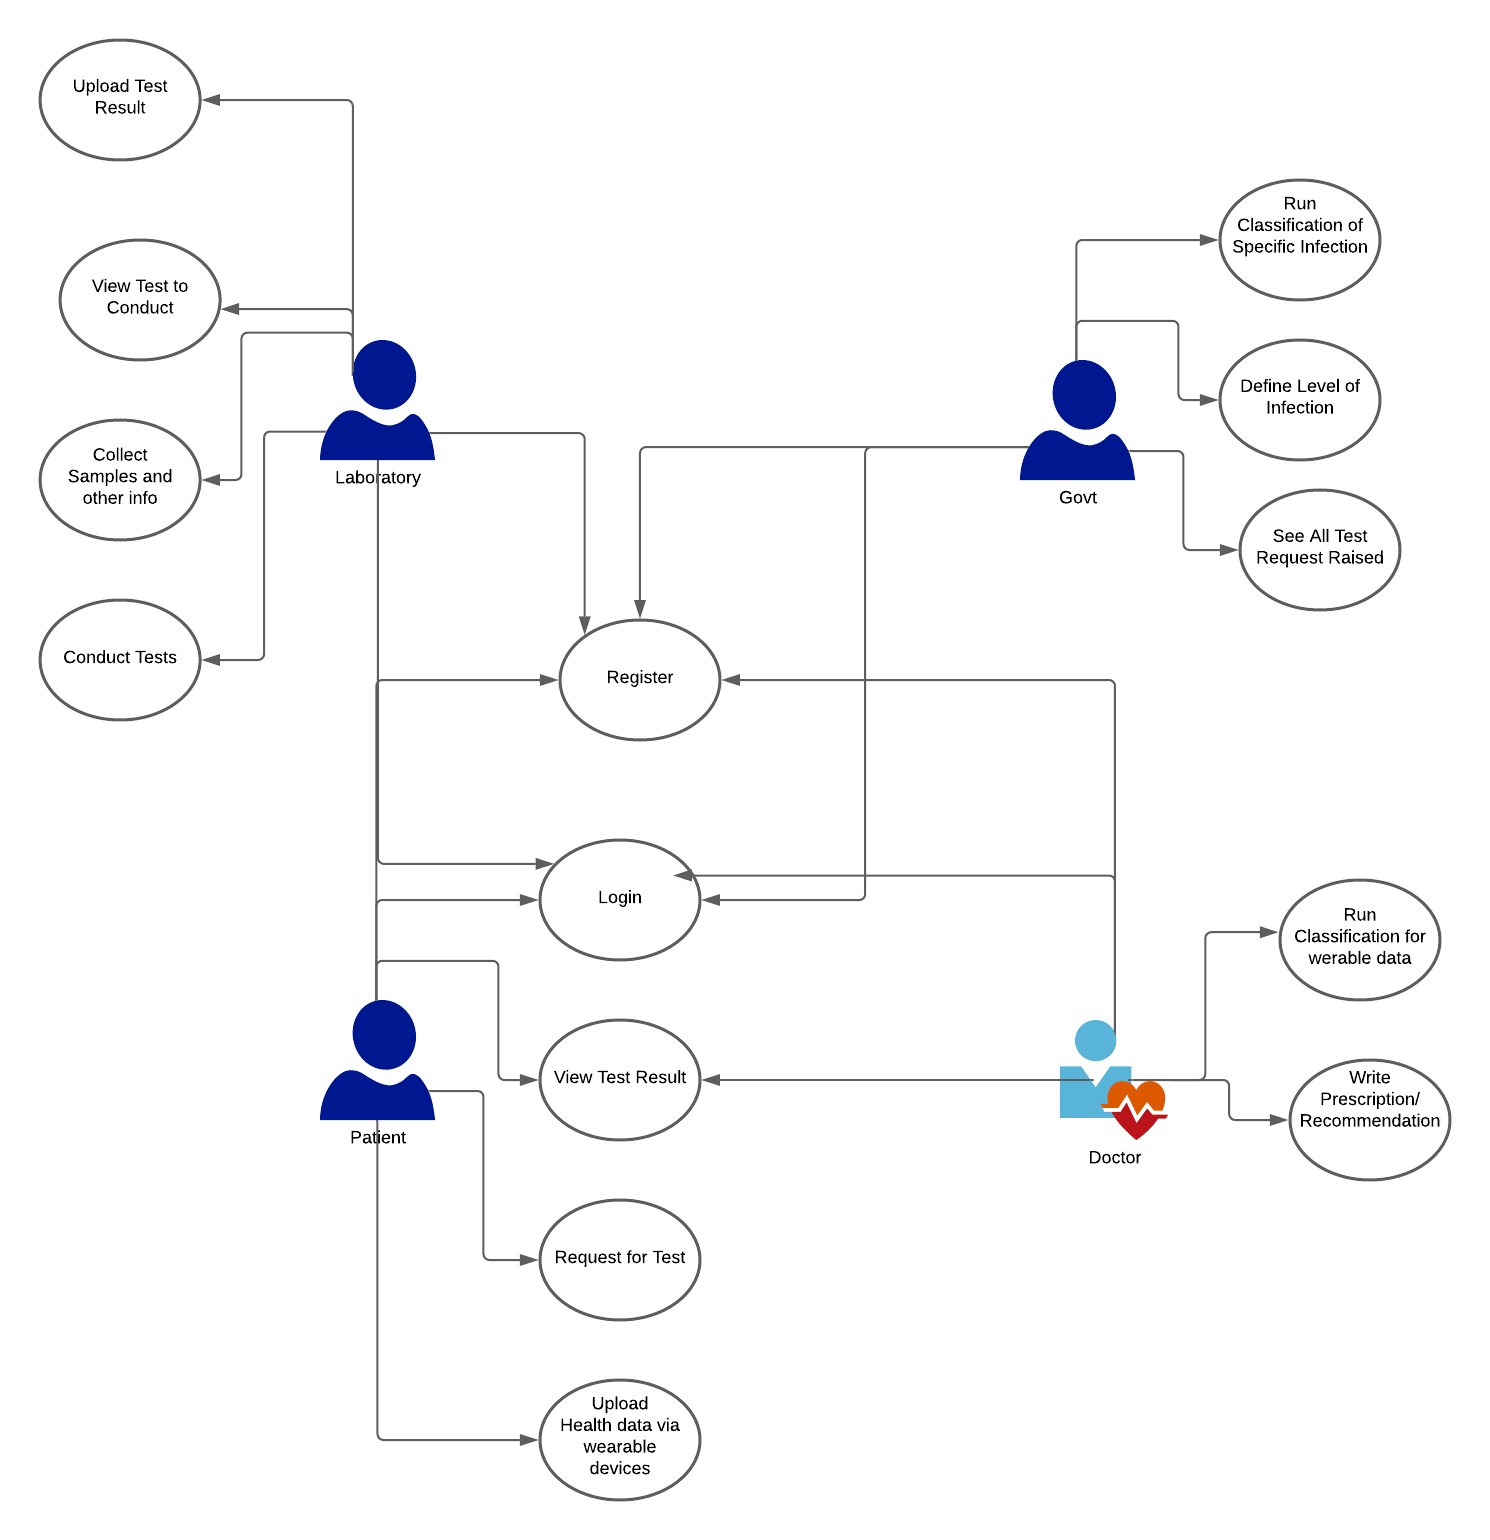 Upload Test
Result
Run
Classification of
Specific Infection
View Test to
Conduct
Define Level of
Infection
Collect
Samples and
other info
Laboratory
Govt
See All Test
Request Raised
Conduct Tests
Register
Login
Run
Classification for
werable data
View Test Result
Write
Prescription/
Recommendation
Patient
Doctor
Request for Test
Upload
Health data via
wearable
devices